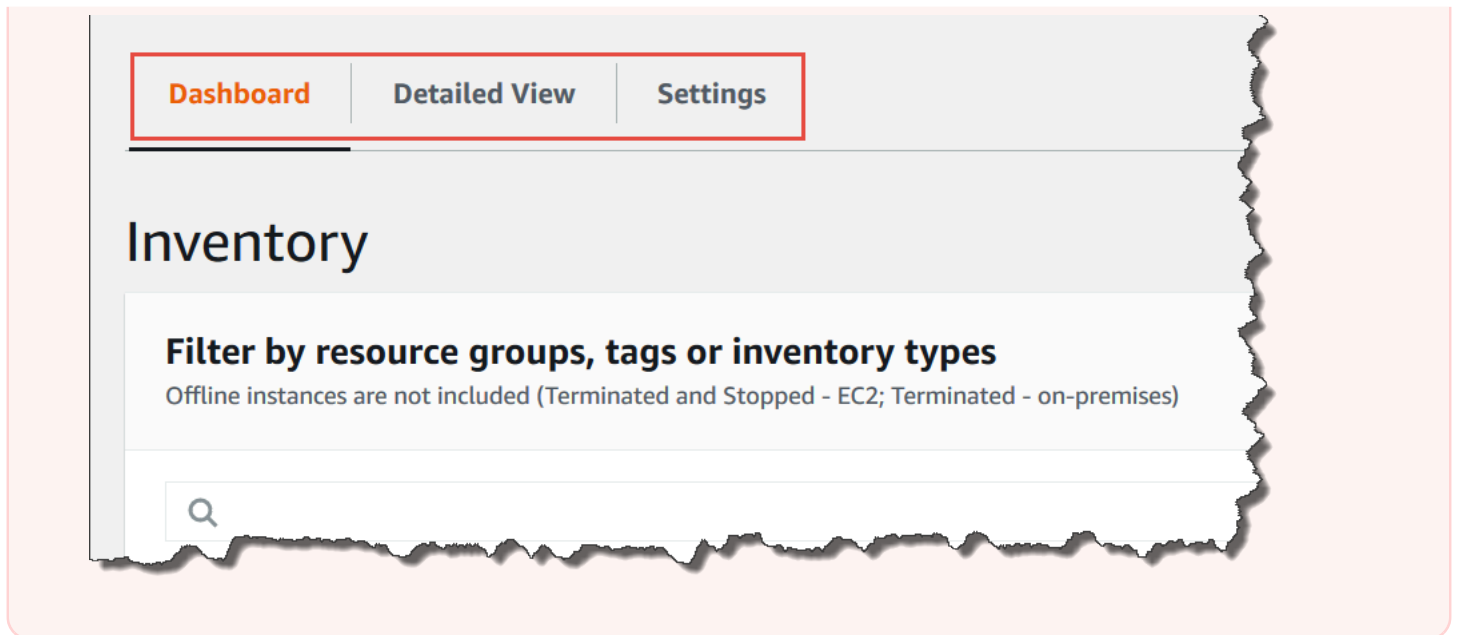 Dashboard Detailed View Settings
Inventory
Filter by resource groups, tags or inventory types
Offline instances are not included (Terminated and Stopped - EC2; Terminated - on-premises)